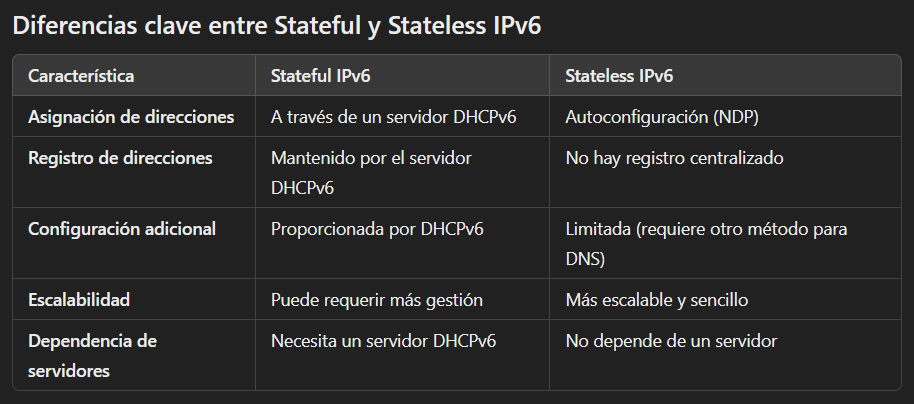 Diferencias clave entre Stateful y Stateless IPv6
Característica Stateful IPv6 Stateless IPv6
Asignación de direcciones A través de un servidor DHCPv6 Autoconfiguración (NDP)
Registro de direcciones Mantenido por el servidor No hay registro centralizado
DHCPv6
Configuración adicional Proporcionada por DHCPv6 Limitada (requiere otro método para
DNS)
Escalabilidad Puede requerir más gestión Más escalable y sencillo
Dependencia de Necesita un servidor DHCPv6 No depende de un servidor
servidores